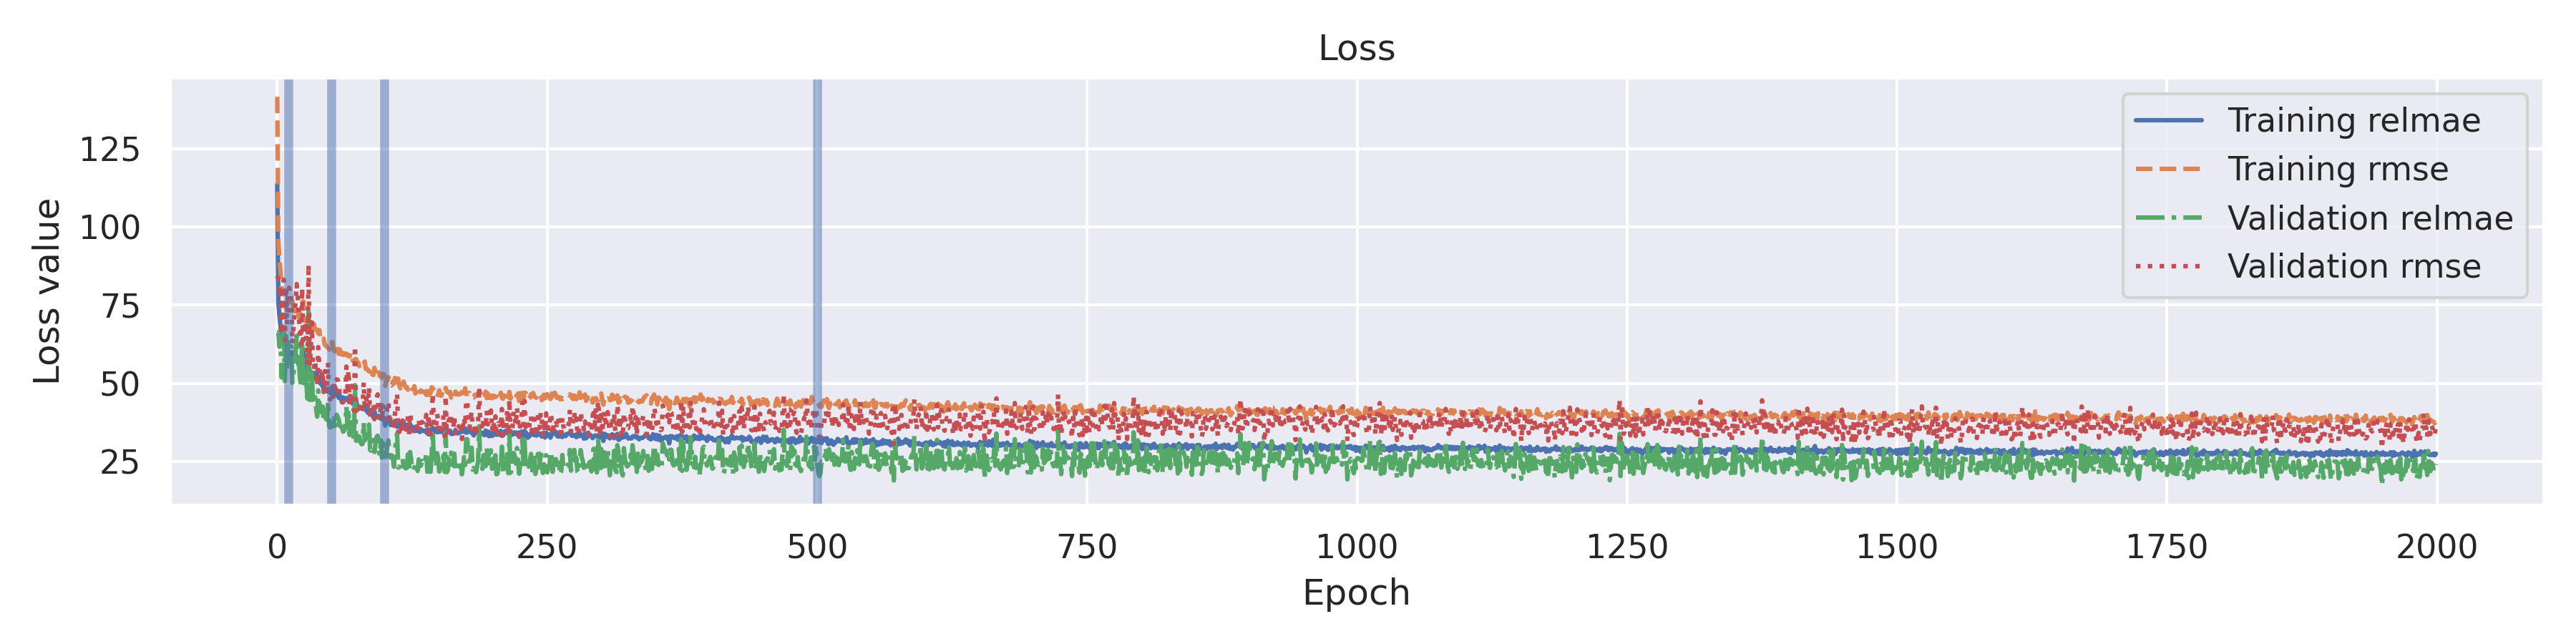 Loss
Loss value
125
100
75
50
25
Training relmae
Training rmse
Validation relmae
Validation rmse
0 250 500 750 1000 1250 1500 1750 2000
Epoch